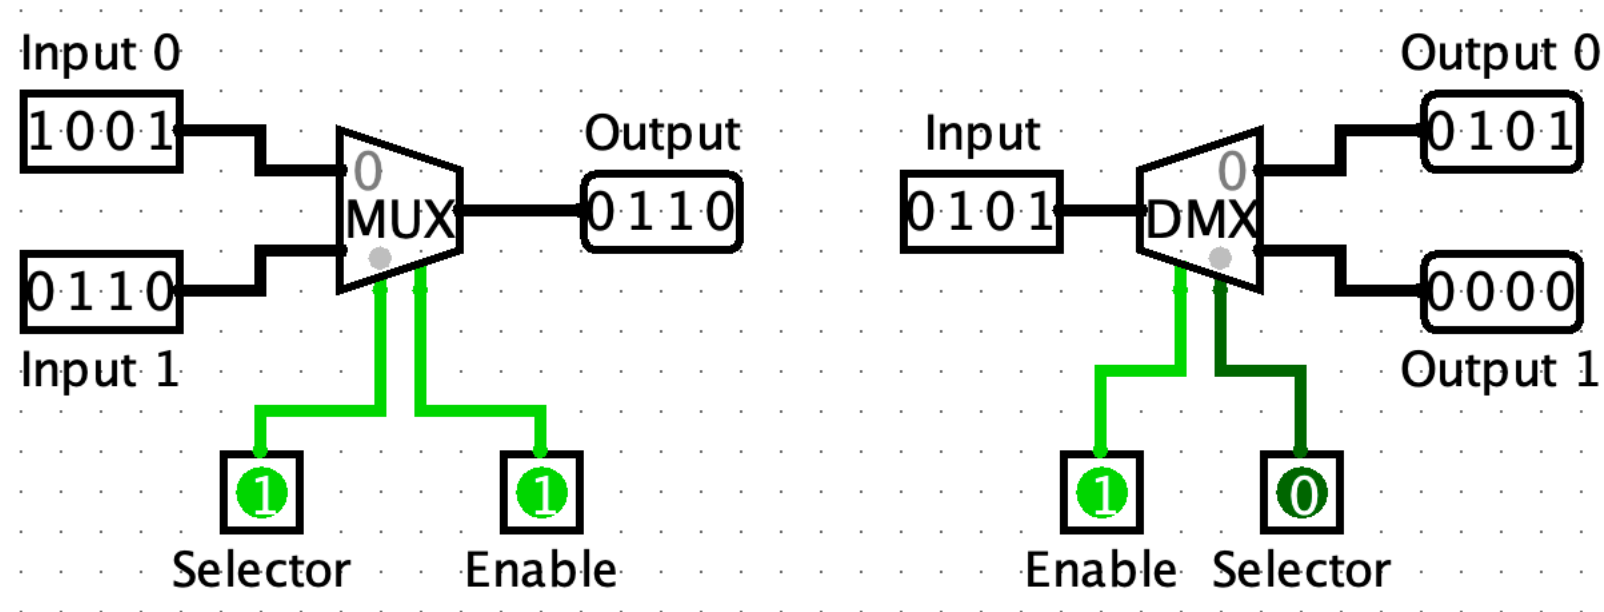 Input 0
Output 0
1001
Output
Input
0101
0
0
MUX
0110
0101
DMX
0110
0000
Input 1
Output 1
1
1
1
0
Selector
Enable
Enable
Selector